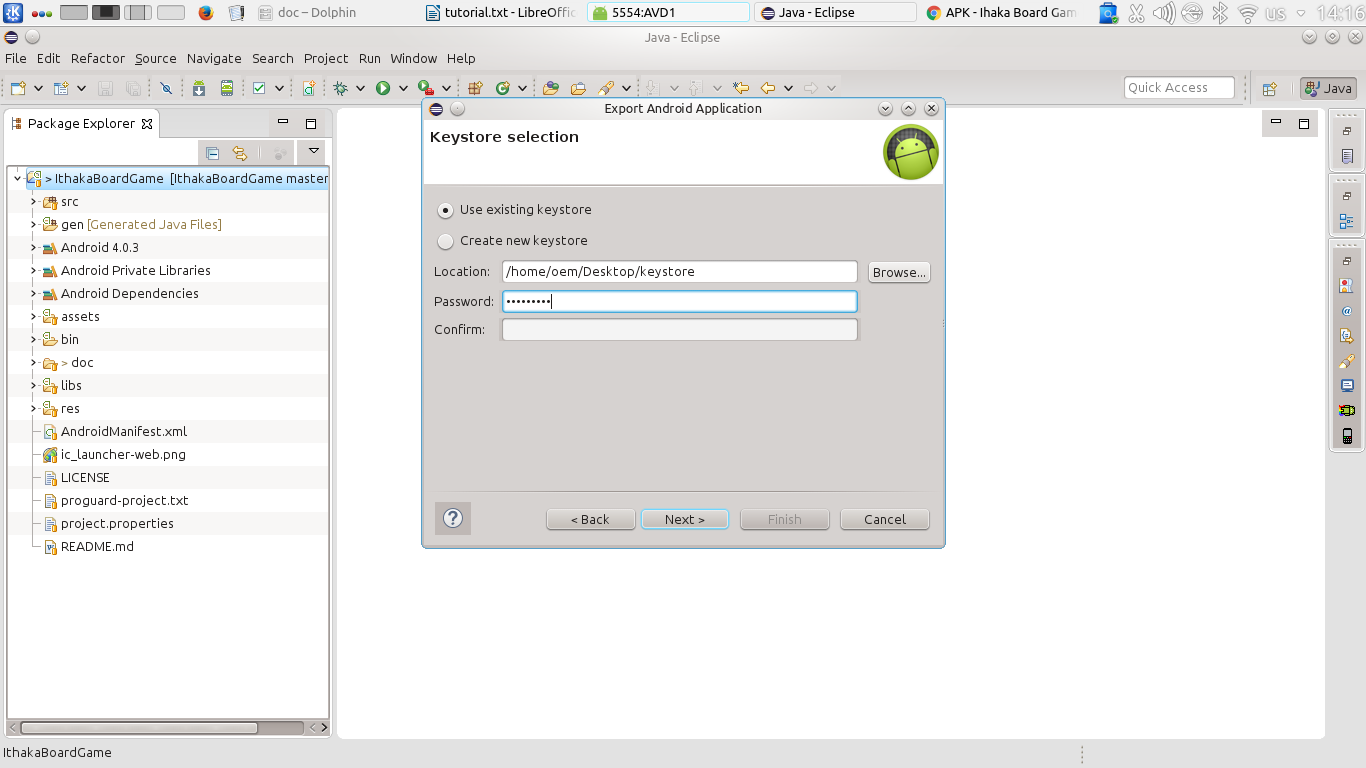 doc – Dolphin
tutorial.txt - LibreOffic
5554:AVD1
Java - Eclipse
APK - Ihaka Board Gam
us
14:16
Java - Eclipse
File Edit Refactor Source Navigate Search Project Run Window Help
Quick Access
Java
Package Explorer
> IthakaBoardGame [IthakaBoardGame master
src
gen [Generated Java Files]
Android 4.0.3
Android Private Libraries
Android Dependencies
assets
bin
> doc
libs
res
AndroidManifest.xml
ic_launcher-web.png
LICENSE
proguard-project.txt
project.properties
README.md
Export Android Application
Keystore selection
Use existing keystore
Create new keystore
Location: /home/oem/Desktop/keystore Browse...
Password: •••••••••
Confirm:
? < Back Next > Finish Cancel
IthakaBoardGame